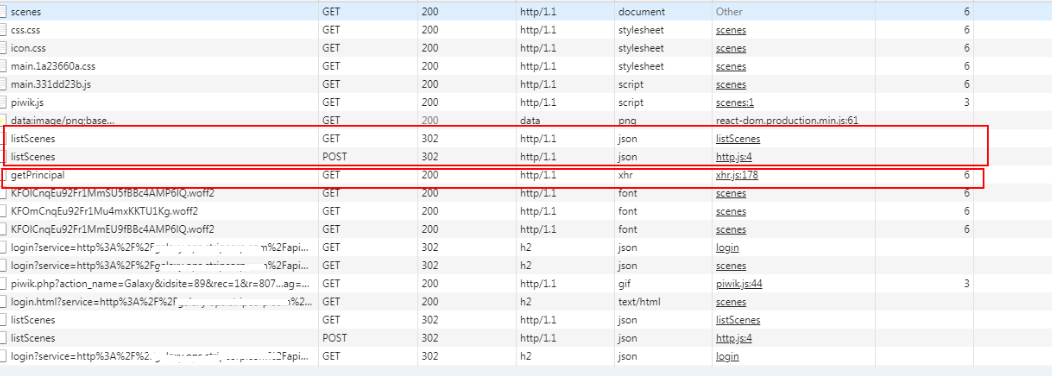 scenes GET 200 http/1.1 document Other 6
css.css GET 200 http/1.1 stylesheet scenes 6
icon.css GET 200 http/1.1 stylesheet scenes 6
main.1a23660a.css GET 200 http/1.1 stylesheet scenes 6
main.331dd23b.js GET 200 http/1.1 script scenes 6
piwik.js GET 200 http/1.1 script scenes:1 3
data:image/png;base... GET 200 data png react-dom.production.min.js:61
listScenes GET 302 http/1.1 json listScenes
listScenes POST 302 http/1.1 json http.js:4
getPrincipal GET 200 http/1.1 xhr xhr.js:178 6
KFOlCnqEu92Fr1MmSU5fBBc4AMP6lQ.woff2 GET 200 http/1.1 font scenes 6
KFOmCnqEu92Fr1Mu4mxKKTU1Kg.woff2 GET 200 http/1.1 font scenes 6
KFOlCnqEu92Fr1MmEU9fBBc4AMP6lQ.woff2 GET 200 http/1.1 font scenes 6
login?service=http%3A%2F%2F GET 302 h2 json login
login?service=http%3A%2F%2F GET 302 h2 json scenes
piwik.php?action_name=Galaxy&idsite=89&rec=1&r=807...ag=... GET 200 http/1.1 gif piwik.js:44 3
login.html?service=http%3A%2F%2F GET 200 h2 text/html scenes
listScenes GET 302 http/1.1 json listScenes
listScenes POST 302 http/1.1 json http.js:4
login?service=http%3A%2F%2 GET 302 h2 json login